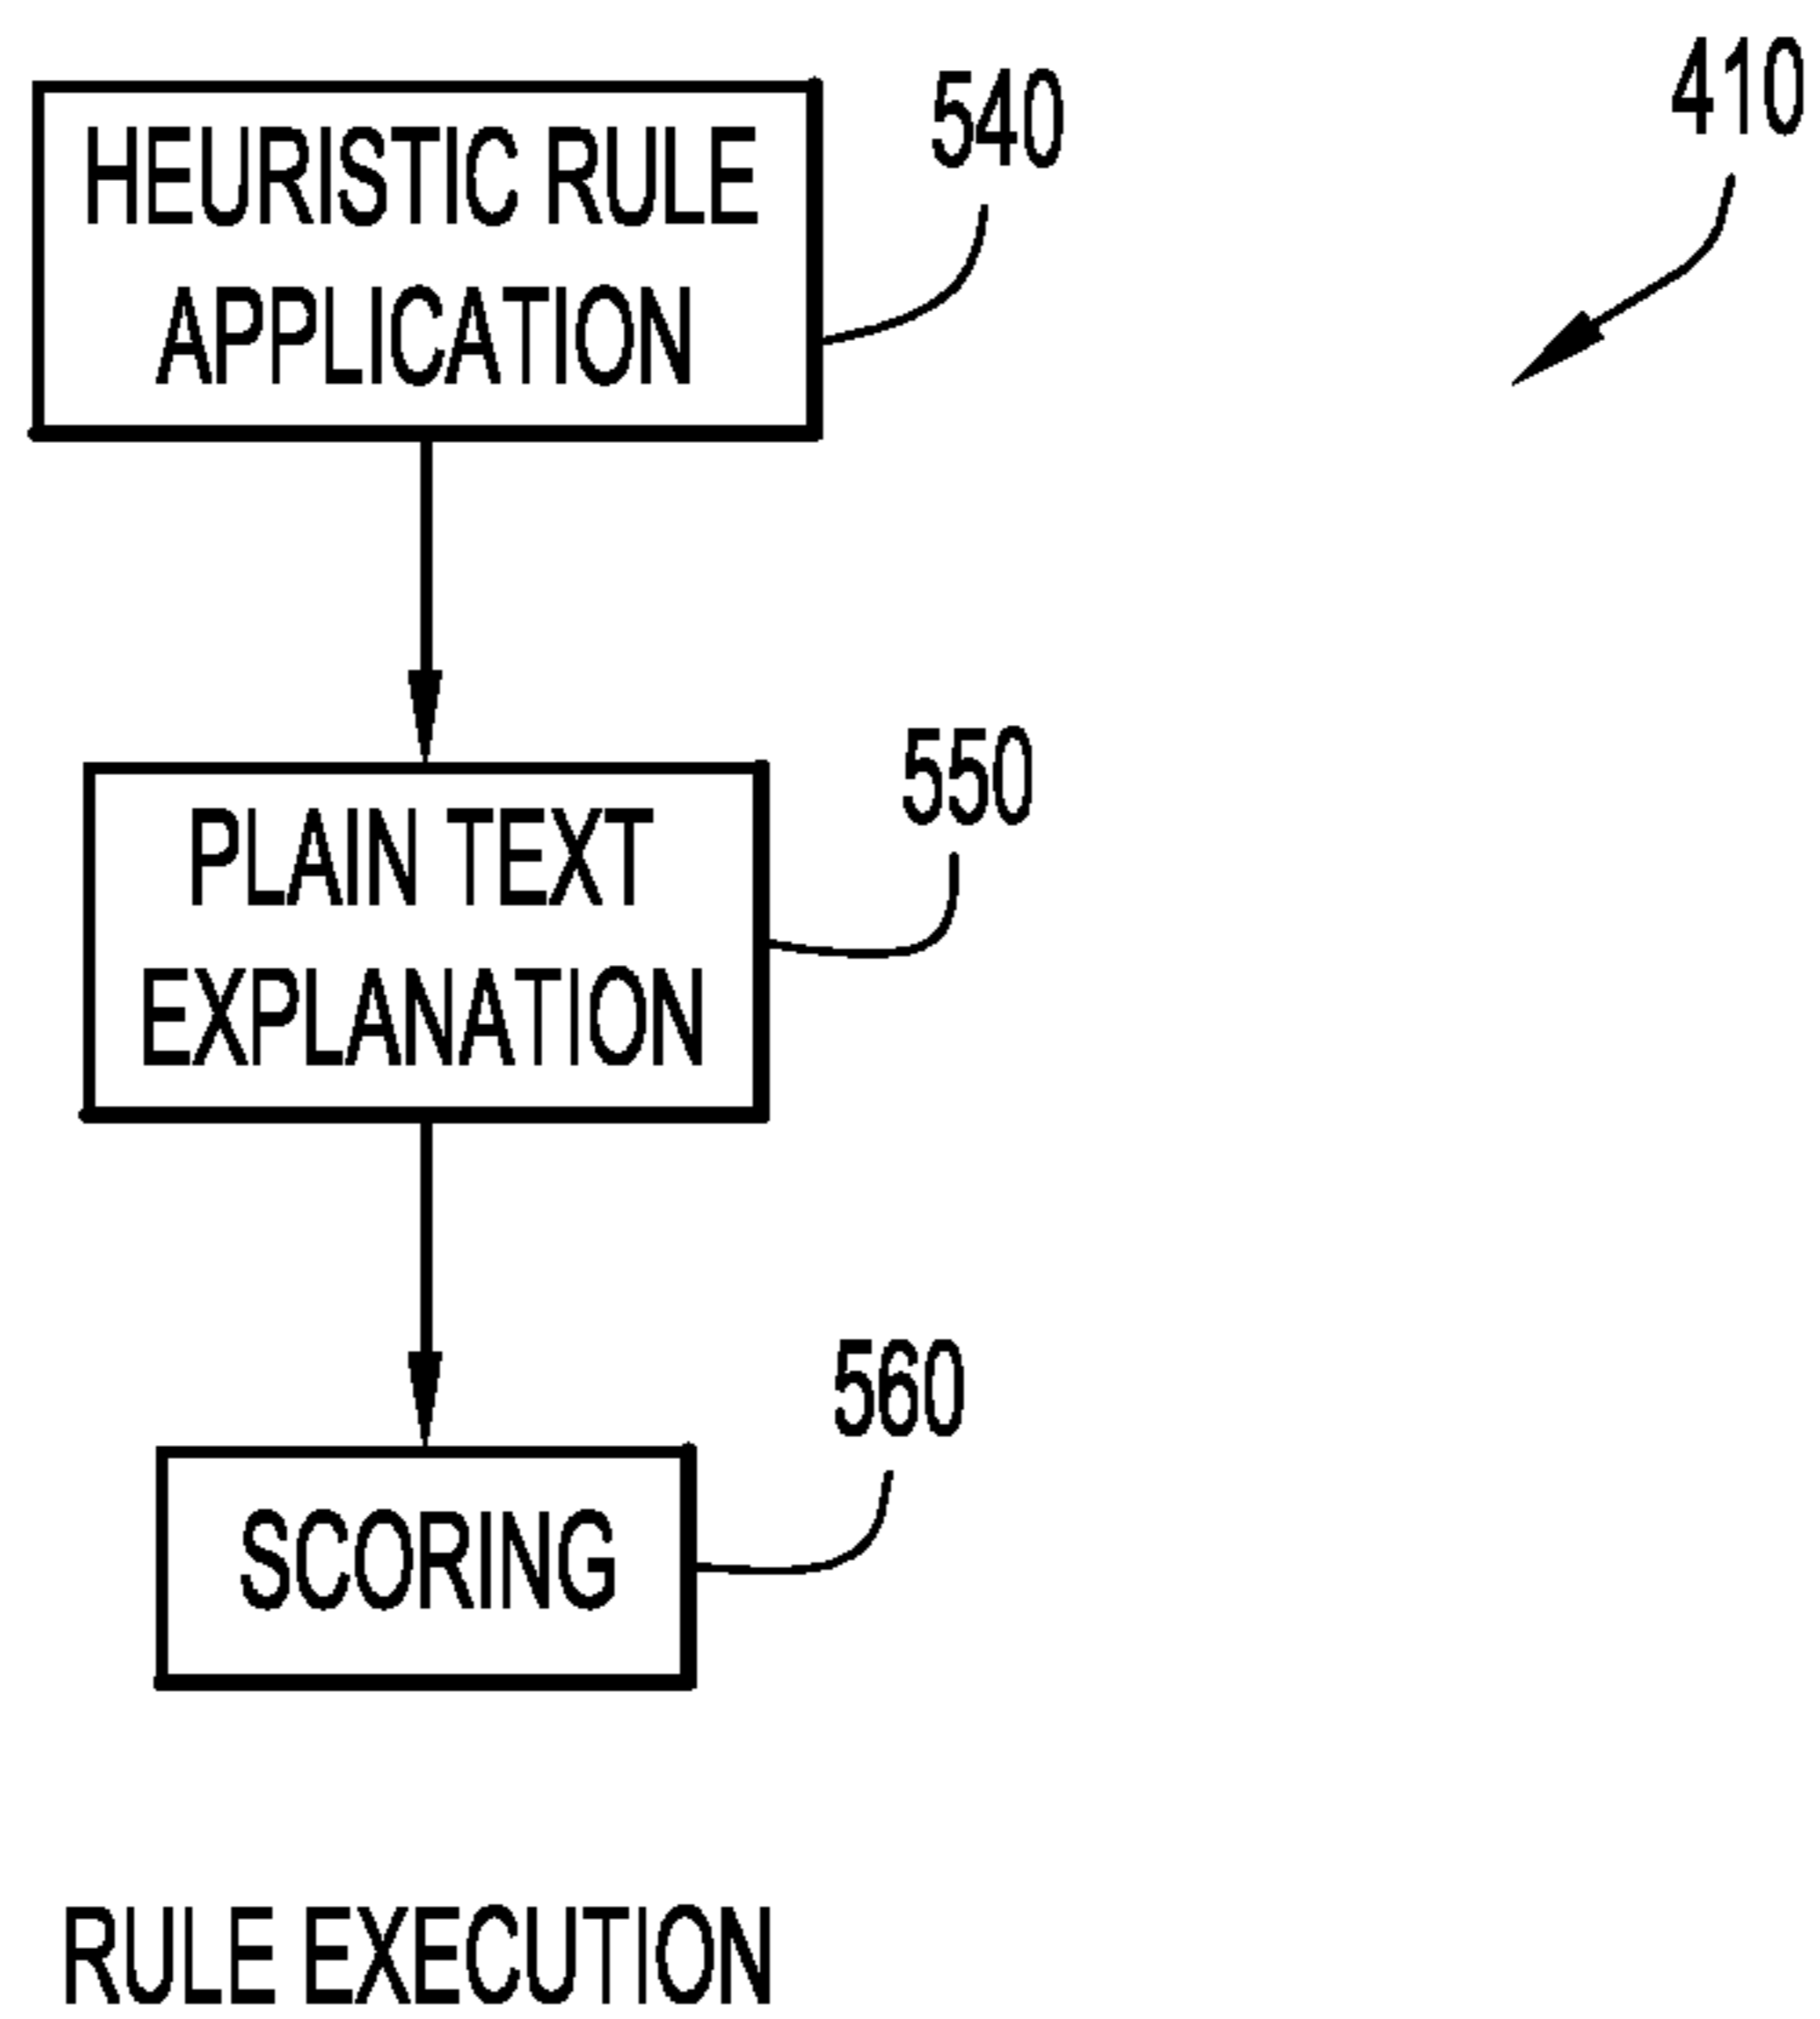 410
540
HEURISTIC RULE
APPLICATION
550
PLAIN TEXT
EXPLANATION
560
SCORING
RULE EXECUTION